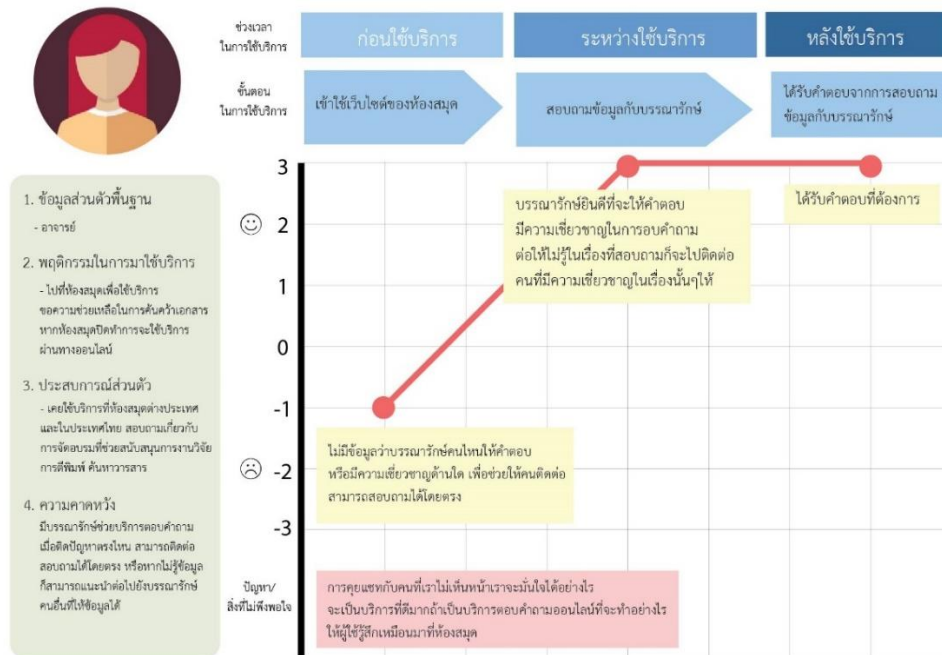 ช่วงเวลา
ในการใช้บริการ
ก่อนใช้บริการ
ระหว่างใช้บริการ
หลังใช้บริการ
ขั้นตอน
ในการใช้บริการ
เข้าใช้เว็บไซต์ของห้องสมุด
สอบถามข้อมูลกับบรรณารักษ์
ได้รับคำตอบจากการสอบถาม
ข้อมูลกับบรรณารักษ์
1. ข้อมูลส่วนตัวพื้นฐาน
- อาจารย์
2. พฤติกรรมในการมาใช้บริการ
- ไปที่ห้องสมุดเพื่อใช้บริการ
ขอความช่วยเหลือในการค้นคว้าเอกสาร
หากห้องสมุดปิดทำการจะใช้บริการ
ผ่านทางออนไลน์
3. ประสบการณ์ส่วนตัว
- เคยใช้บริการที่ห้องสมุดต่างประเทศ
และในประเทศไทย สอบถามเกี่ยวกับ
การจัดอบรมที่ช่วยสนับสนุนการงานวิจัย
การตีพิมพ์ ค้นหาวารสาร
4. ความคาดหวัง
มีบรรณารักษ์ช่วยบริการตอบคำถาม
เมื่อติดปัญหาตรงไหน สามารถติดต่อ
สอบถามได้โดยตรง หรือหากไม่รู้ข้อมูล
ก็สามารถแนะนำต่อไปยังบรรณารักษ์
คนอื่นที่ให้ข้อมูลได้
3
2
1
0
-1
-2
-3
บรรณารักษ์ยินดีที่จะให้คำตอบ
มีความเชี่ยวชาญในการอบคำถาม
ต่อให้ไม่รู้ในเรื่องที่สอบถามก็จะไปติดต่อ
คนที่มีความเชี่ยวชาญในเรื่องนั้นๆให้
ได้รับคำตอบที่ต้องการ
ไม่มีข้อมูลว่าบรรณารักษ์คนไหนให้คำตอบ
หรือมีความเชี่ยวชาญด้านใด เพื่อช่วยให้คนติดต่อ
สามารถสอบถามได้โดยตรง
ปัญหา/
สิ่งที่ไม่พึงพอใจ
การคุยแชทกับคนที่เราไม่เห็นหน้าเราจะมั่นใจได้อย่างไร
จะเป็นบริการที่ดีมากถ้าเป็นบริการตอบคำถามออนไลน์ที่จะทำอย่างไร
ให้ผู้ใช้รู้สึกเหมือนมาที่ห้องสมุด